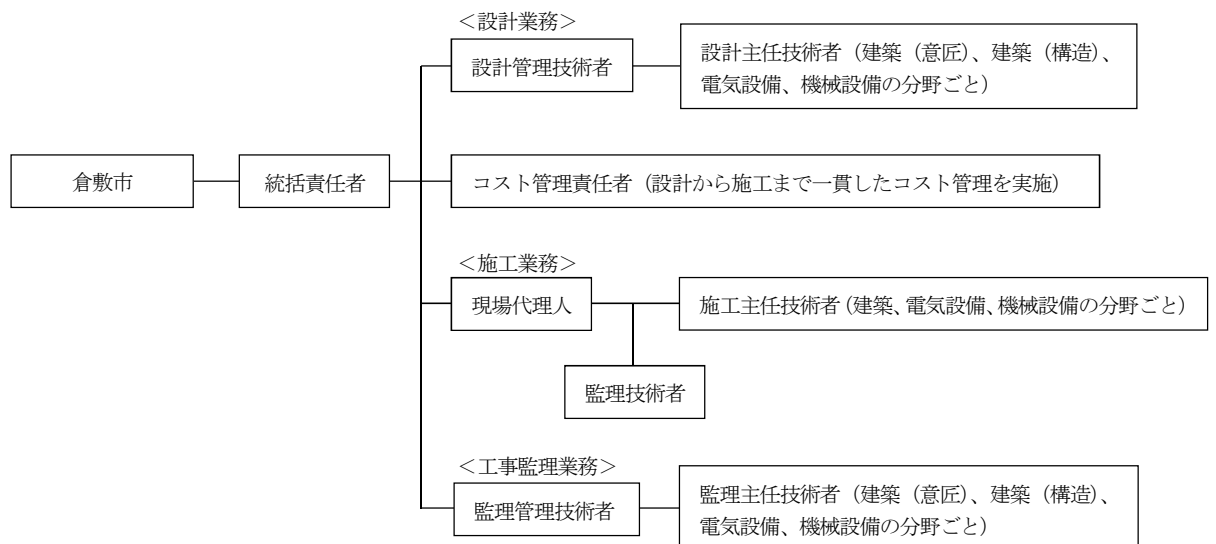 ＜設計業務＞
設計管理技術者
設計主任技術者（建築（意匠）、建築（構造）、
電気設備、機械設備の分野ごと）
倉敷市
統括責任者
コスト管理責任者（設計から施工まで一貫したコスト管理を実施）
＜施工業務＞
現場代理人
施工主任技術者（建築、電気設備、機械設備の分野ごと）
監理技術者
＜工事監理業務＞
監理管理技術者
監理主任技術者（建築（意匠）、建築（構造）、
電気設備、機械設備の分野ごと）